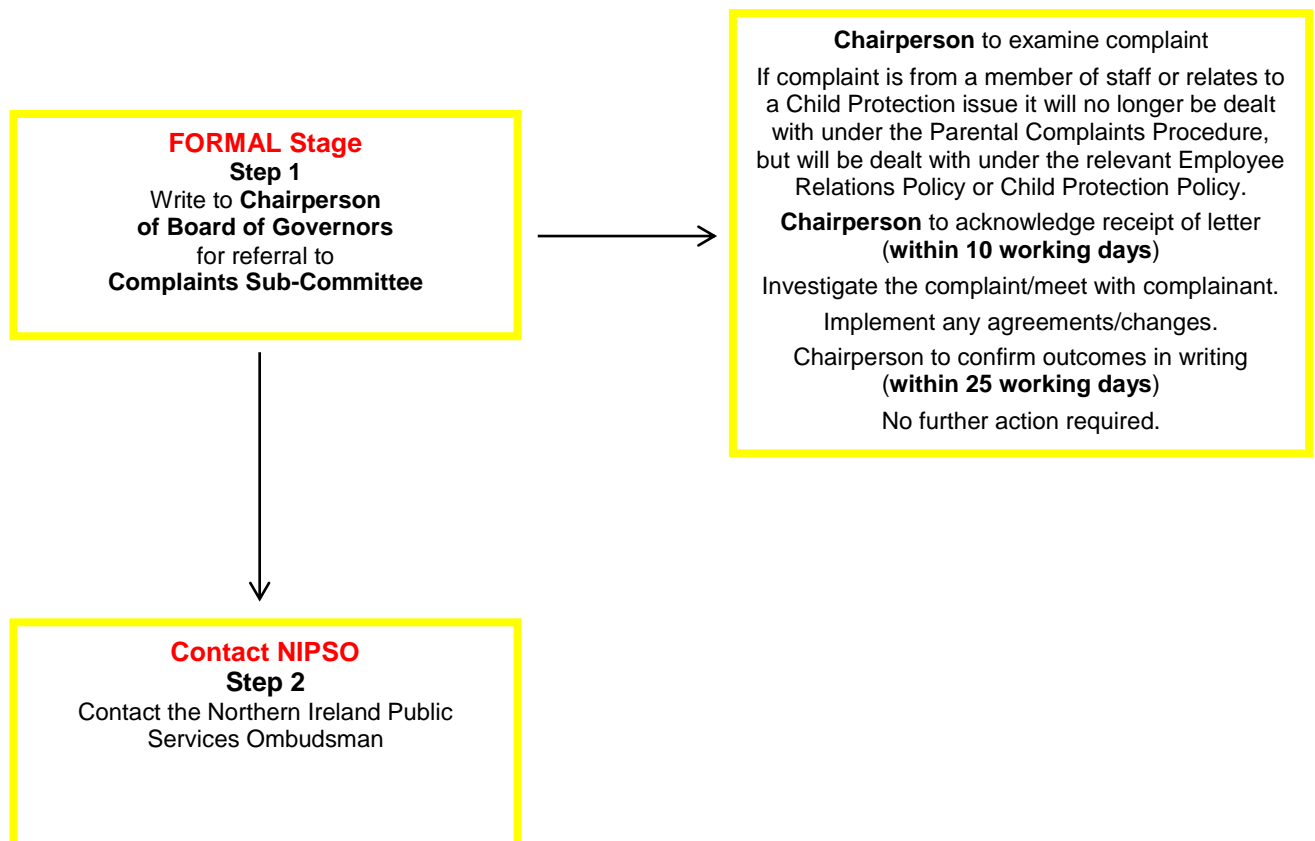 FORMAL Stage
Step 1
Write to Chairperson
of Board of Governors
for referral to
Complaints Sub-Committee
Chairperson to examine complaint
If complaint is from a member of staff or relates to
a Child Protection issue it will no longer be dealt
with under the Parental Complaints Procedure,
but will be dealt with under the relevant Employee
Relations Policy or Child Protection Policy.
Chairperson to acknowledge receipt of letter
(within 10 working days)
Investigate the complaint/meet with complainant.
Implement any agreements/changes.
Chairperson to confirm outcomes in writing
(within 25 working days)
No further action required.
Contact NIPSO
Step 2
Contact the Northern Ireland Public
Services Ombudsman